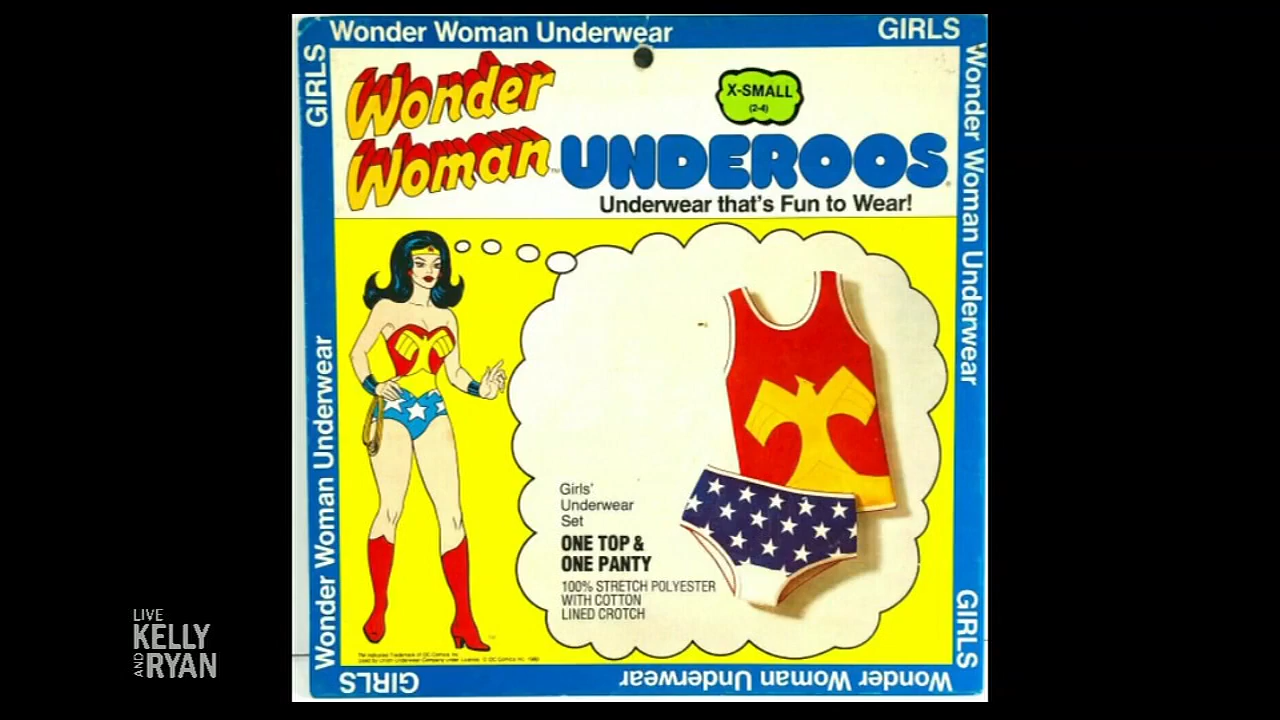 Wonder Woman Underwear
GIRLS
GIRLS
Wonder Woman Underwear
Wonder
Woman™
X-SMALL
(2-4)
UNDEROOS®
Underwear that's Fun to Wear!
Girls'
Underwear
Set
ONE TOP &
ONE PANTY
100% STRETCH POLYESTER
WITH COTTON
LINED CROTCH
Wonder Woman Underwear
GIRLS
GIRLS
Wonder Woman Underwear
LIVE
KELLY
AND RYAN